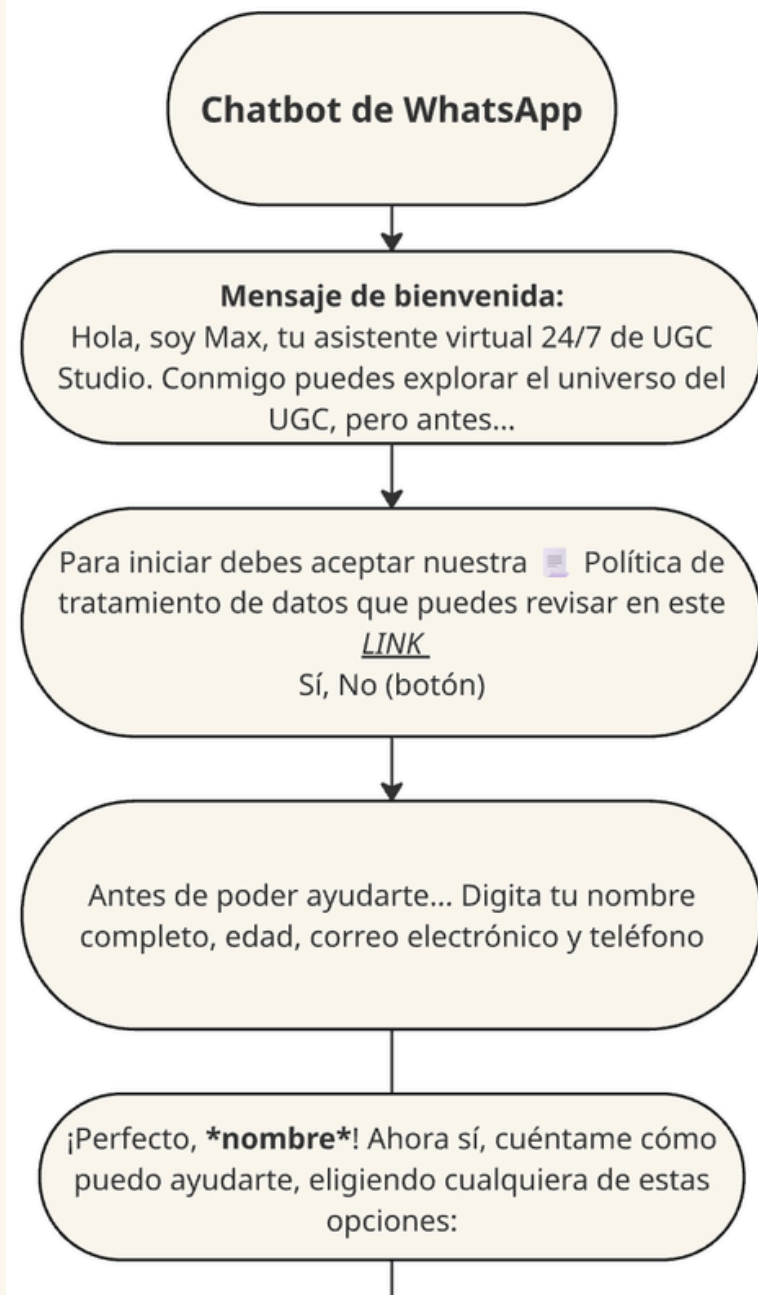 Chatbot de WhatsApp
Mensaje de bienvenida:
Hola, soy Max, tu asistente virtual 24/7 de UGC
Studio. Conmigo puedes explorar el universo del
UGC, pero antes...
Para iniciar debes aceptar nuestra 📜 Política de
tratamiento de datos que puedes revisar en este
LINK
Sí, No (botón)
Antes de poder ayudarte... Digita tu nombre
completo, edad, correo electrónico y teléfono
¡Perfecto, *nombre*! Ahora sí, cuéntame cómo
puedo ayudarte, eligiendo cualquiera de estas
opciones: